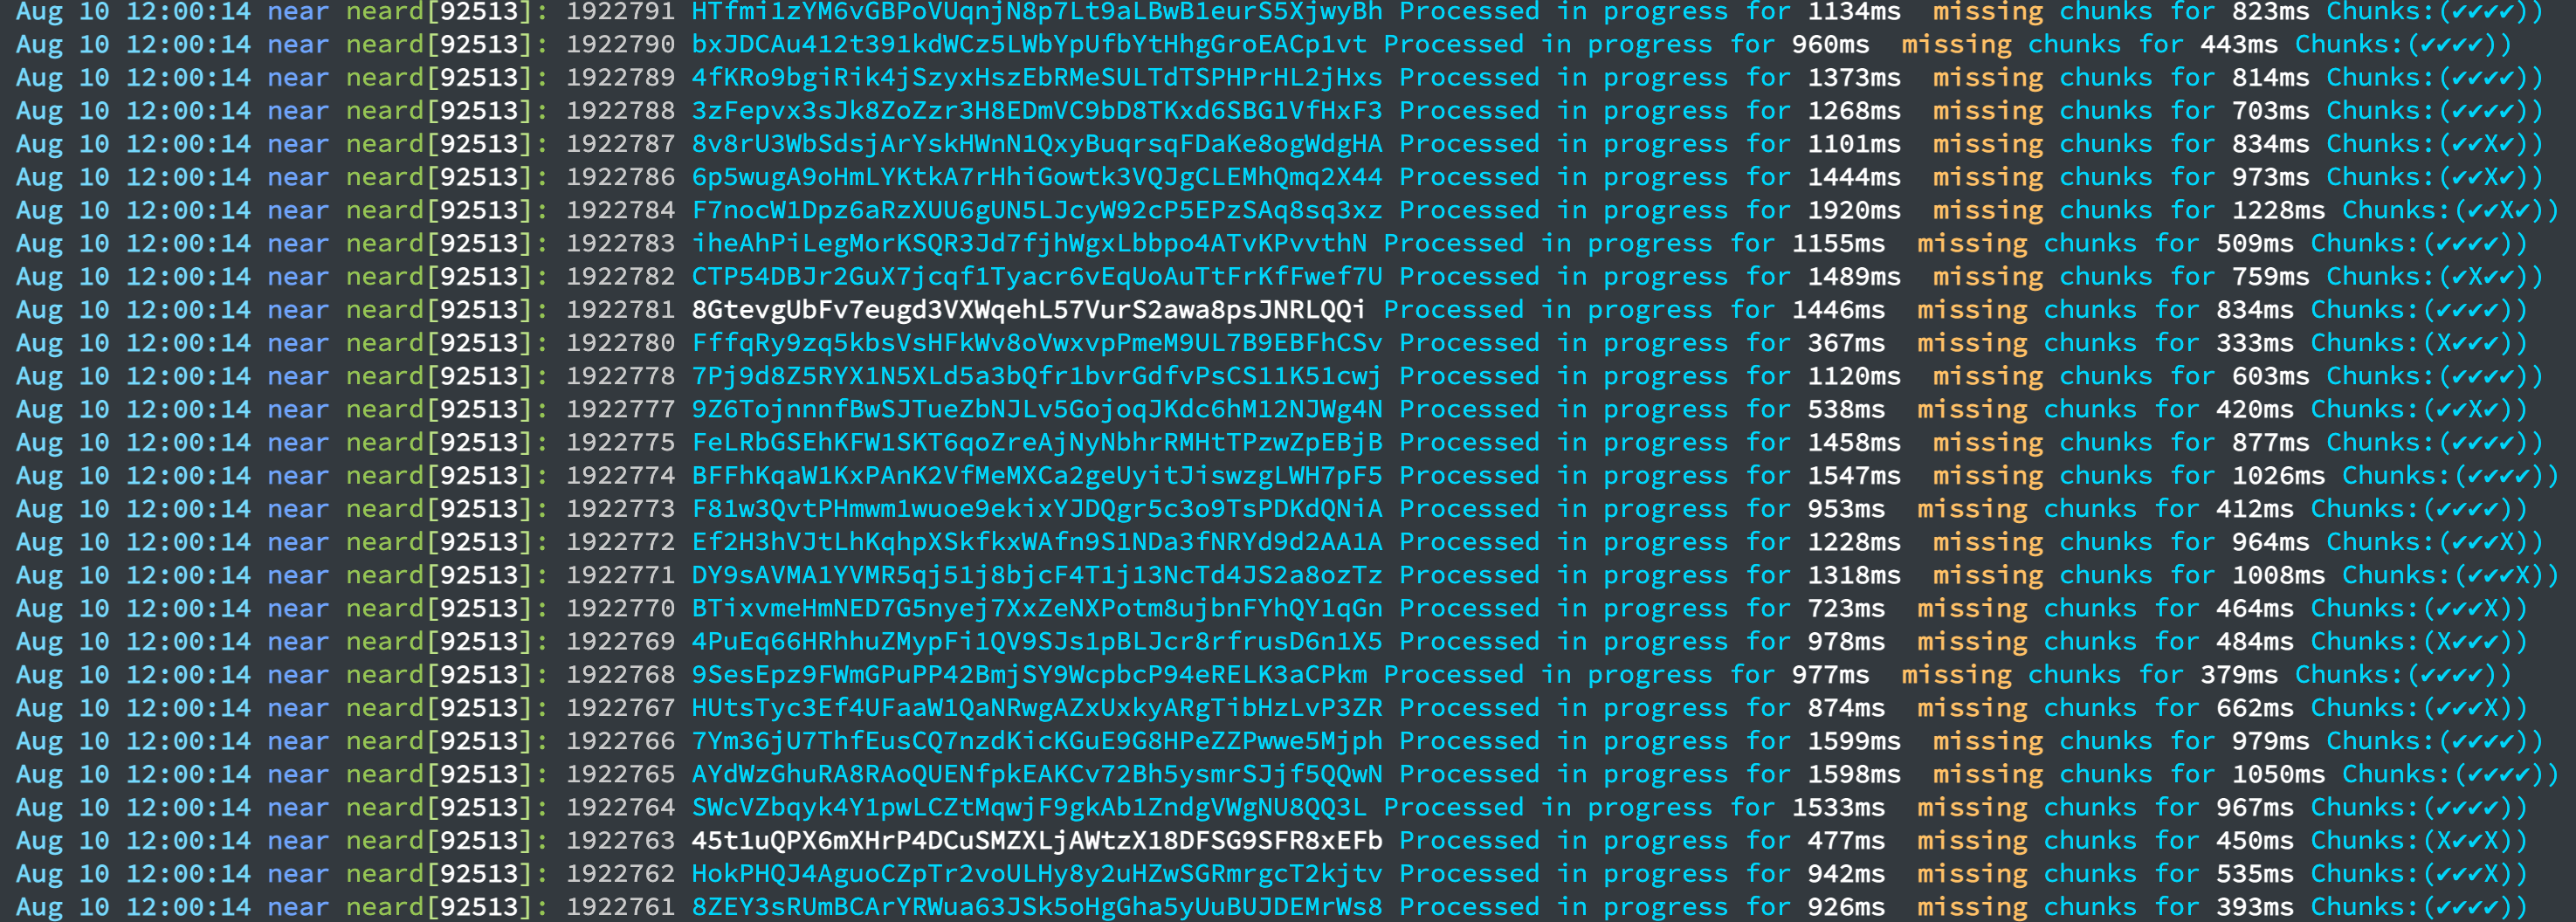 Aug 10 12:00:14 near neard[92513]: 1922791 HTfmi1zYM6vGBPoVUqnjN8p7Lt9aLBwB1eurS5XjwyBh Processed in progress for 1134ms missing chunks for 823ms Chunks:(✔✔✔✔))
Aug 10 12:00:14 near neard[92513]: 1922790 bxJDCAu412t391kdWCz5LWbYpUfbYtHhgGroEACp1vt Processed in progress for 960ms missing chunks for 443ms Chunks:(✔✔✔✔))
Aug 10 12:00:14 near neard[92513]: 1922789 4fKRo9bgiRik4jSzyxHszEbRMeSULTdTSPHPrHL2jHxs Processed in progress for 1373ms missing chunks for 814ms Chunks:(✔✔✔✔))
Aug 10 12:00:14 near neard[92513]: 1922788 3zFepvx3sJk8ZoZzr3H8EDmVC9bD8TKxd6SBG1VfHxF3 Processed in progress for 1268ms missing chunks for 703ms Chunks:(✔✔✔✔))
Aug 10 12:00:14 near neard[92513]: 1922787 8v8rU3WbSdsjArYskHWnN1QxyBuqrsqFDaKe8ogWdgHA Processed in progress for 1101ms missing chunks for 834ms Chunks:(✔✔X✔))
Aug 10 12:00:14 near neard[92513]: 1922786 6p5wugA9oHmLYKtkA7rHhiGowtk3VQJgCLEMhQmq2X44 Processed in progress for 1444ms missing chunks for 973ms Chunks:(✔✔X✔))
Aug 10 12:00:14 near neard[92513]: 1922784 F7nocW1Dpz6aRzXUU6gUN5LJcyW92cP5EPzSAq8sq3xz Processed in progress for 1920ms missing chunks for 1228ms Chunks:(✔✔X✔))
Aug 10 12:00:14 near neard[92513]: 1922783 iheAhPiLegMorKSQR3Jd7fjhWgxLbbpo4ATvKPvvthN Processed in progress for 1155ms missing chunks for 509ms Chunks:(✔✔✔✔))
Aug 10 12:00:14 near neard[92513]: 1922782 CTP54DBJr2GuX7jcqf1Tyacr6vEqUoAuTtFrKfFwef7U Processed in progress for 1489ms missing chunks for 759ms Chunks:(✔X✔✔))
Aug 10 12:00:14 near neard[92513]: 1922781 8GtevgUbFv7eugd3VXWqehL57VurS2awa8psJNRLQQi Processed in progress for 1446ms missing chunks for 834ms Chunks:(✔✔✔✔))
Aug 10 12:00:14 near neard[92513]: 1922780 FffqRy9zq5kbsVsHFkWv8oVwxvpPmeM9UL7B9EBFhCSv Processed in progress for 367ms missing chunks for 333ms Chunks:(X✔✔✔))
Aug 10 12:00:14 near neard[92513]: 1922778 7Pj9d8Z5RYX1N5XLd5a3bQfr1bvrGdfvPsCS11K51cwj Processed in progress for 1120ms missing chunks for 603ms Chunks:(✔✔✔✔))
Aug 10 12:00:14 near neard[92513]: 1922777 9Z6TojnnnfBwSJTueZbNJLv5GojoqJKdc6hM12NJWg4N Processed in progress for 538ms missing chunks for 420ms Chunks:(✔✔X✔))
Aug 10 12:00:14 near neard[92513]: 1922775 FeLRbGSEhKFW1SKT6qoZreAjNyNbhrRMHtTPzwZpEBjB Processed in progress for 1458ms missing chunks for 877ms Chunks:(✔✔✔✔))
Aug 10 12:00:14 near neard[92513]: 1922774 BFFhKqaW1KxPAnK2VfMeMXCa2geUyitJiswzgLWH7pF5 Processed in progress for 1547ms missing chunks for 1026ms Chunks:(✔✔✔✔))
Aug 10 12:00:14 near neard[92513]: 1922773 F81w3QvtPHmwm1wuoe9ekixYJDQgr5c3o9TsPDKdQNiA Processed in progress for 953ms missing chunks for 412ms Chunks:(✔✔✔✔))
Aug 10 12:00:14 near neard[92513]: 1922772 Ef2H3hVJtLhKqhpXSkfkxWAfn9S1NDa3fNRYd9d2AA1A Processed in progress for 1228ms missing chunks for 964ms Chunks:(✔✔✔X))
Aug 10 12:00:14 near neard[92513]: 1922771 DY9sAVMA1YVMR5qj51j8bjcF4T1j13NcTd4JS2a8ozTz Processed in progress for 1318ms missing chunks for 1008ms Chunks:(✔✔✔X))
Aug 10 12:00:14 near neard[92513]: 1922770 BTixvmeHmNED7G5nyej7XxZeNXPotm8ujbnFYhQY1qGn Processed in progress for 723ms missing chunks for 464ms Chunks:(✔✔✔X))
Aug 10 12:00:14 near neard[92513]: 1922769 4PuEq66HRhhuZMypFi1QV9SJs1pBLJcr8rfrusD6n1X5 Processed in progress for 978ms missing chunks for 484ms Chunks:(X✔✔✔))
Aug 10 12:00:14 near neard[92513]: 1922768 9SesEpz9FWmGPuPP42BmjSY9WcpbcP94eRELK3aCPkm Processed in progress for 977ms missing chunks for 379ms Chunks:(✔✔✔✔))
Aug 10 12:00:14 near neard[92513]: 1922767 HUtsTyc3Ef4UFaaW1QaNRwgAZxUxkyARgTibHzLvP3ZR Processed in progress for 874ms missing chunks for 662ms Chunks:(✔✔✔X))
Aug 10 12:00:14 near neard[92513]: 1922766 7Ym36jU7ThfEusCQ7nzdKicKGuE9G8HPeZZPwwe5Mjph Processed in progress for 1599ms missing chunks for 979ms Chunks:(✔✔✔✔))
Aug 10 12:00:14 near neard[92513]: 1922765 AYdWzGhuRA8RAoQUENfpkEAKCv72Bh5ysmrSJjf5QQwN Processed in progress for 1598ms missing chunks for 1050ms Chunks:(✔✔✔✔))
Aug 10 12:00:14 near neard[92513]: 1922764 SWcVZbqyk4Y1pwLCZtMqwjF9gkAb1ZndgVWgNU8QQ3L Processed in progress for 1533ms missing chunks for 967ms Chunks:(✔✔✔✔))
Aug 10 12:00:14 near neard[92513]: 1922763 45t1uQPX6mXHrP4DCuSMZXLjAWtzX18DFSG9SFR8xEFb Processed in progress for 477ms missing chunks for 450ms Chunks:(X✔✔X))
Aug 10 12:00:14 near neard[92513]: 1922762 HokPHQJ4AguoCZpTr2voULHy8y2uHZwSGRmrgcT2kjtv Processed in progress for 942ms missing chunks for 535ms Chunks:(✔✔✔X))
Aug 10 12:00:14 near neard[92513]: 1922761 8ZEY3sRUmBCArYRWua63JSk5oHgGha5yUuBUJDEMrWs8 Processed in progress for 926ms missing chunks for 393ms Chunks:(✔✔✔✔))